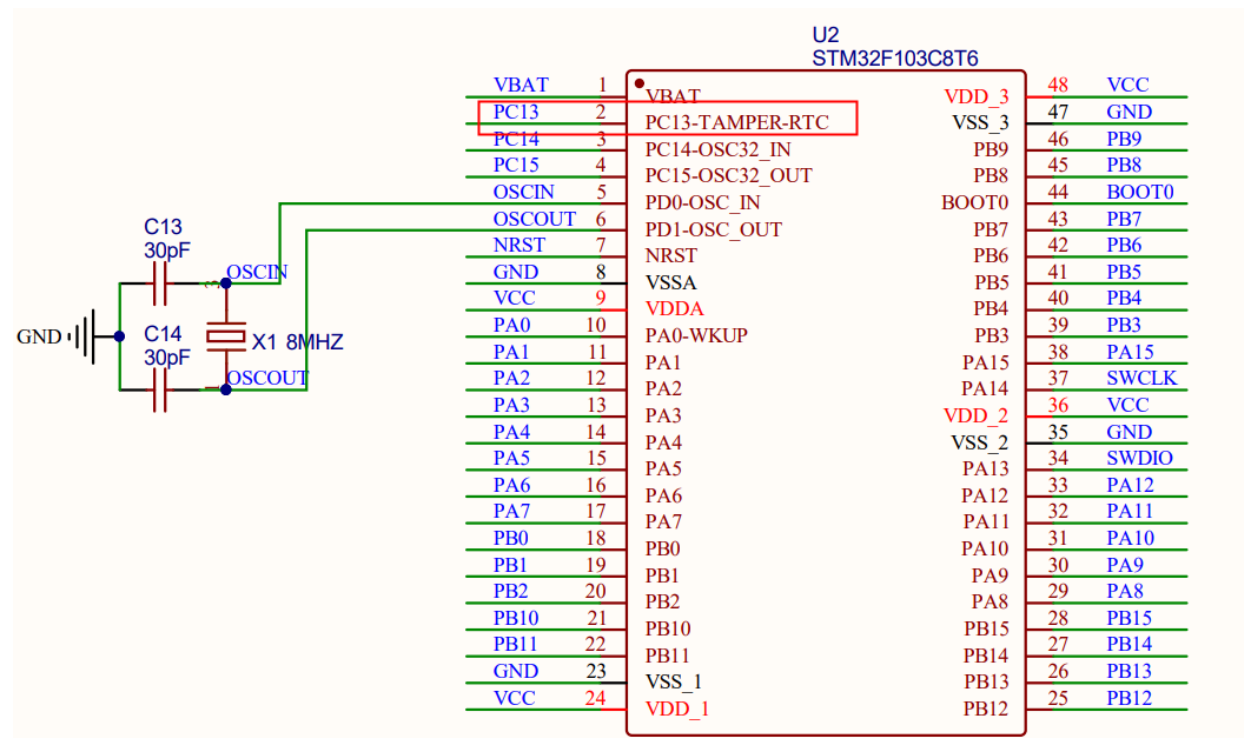 U2
STM32F103C8T6
VBAT 1 VBAT VDD_3 48 VCC
PC13 2 PC13-TAMPER-RTC VSS_3 47 GND
PC14 3 PC14-OSC32_IN PB9 46 PB9
PC15 4 PC15-OSC32_OUT PB8 45 PB8
OSCIN 5 PD0-OSC_IN BOOT0 44 BOOT0
OSCOUT 6 PD1-OSC_OUT PB7 43 PB7
NRST 7 NRST PB6 42 PB6
GND 8 VSSA PB5 41 PB5
VCC 9 VDDA PB4 40 PB4
PA0 10 PA0-WKUP PB3 39 PB3
PA1 11 PA1 PA15 38 PA15
PA2 12 PA2 PA14 37 SWCLK
PA3 13 PA3 VDD_2 36 VCC
PA4 14 PA4 VSS_2 35 GND
PA5 15 PA5 PA13 34 SWDIO
PA6 16 PA6 PA12 33 PA12
PA7 17 PA7 PA11 32 PA11
PB0 18 PB0 PA10 31 PA10
PB1 19 PB1 PA9 30 PA9
PB2 20 PB2 PA8 29 PA8
PB10 21 PB10 PB15 28 PB15
PB11 22 PB11 PB14 27 PB14
GND 23 VSS_1 PB13 26 PB13
VCC 24 VDD_1 PB12 25 PB12
C13
30pF
OSCIN
3
GND
C14
30pF
X1 8MHZ
OSCOUT
1